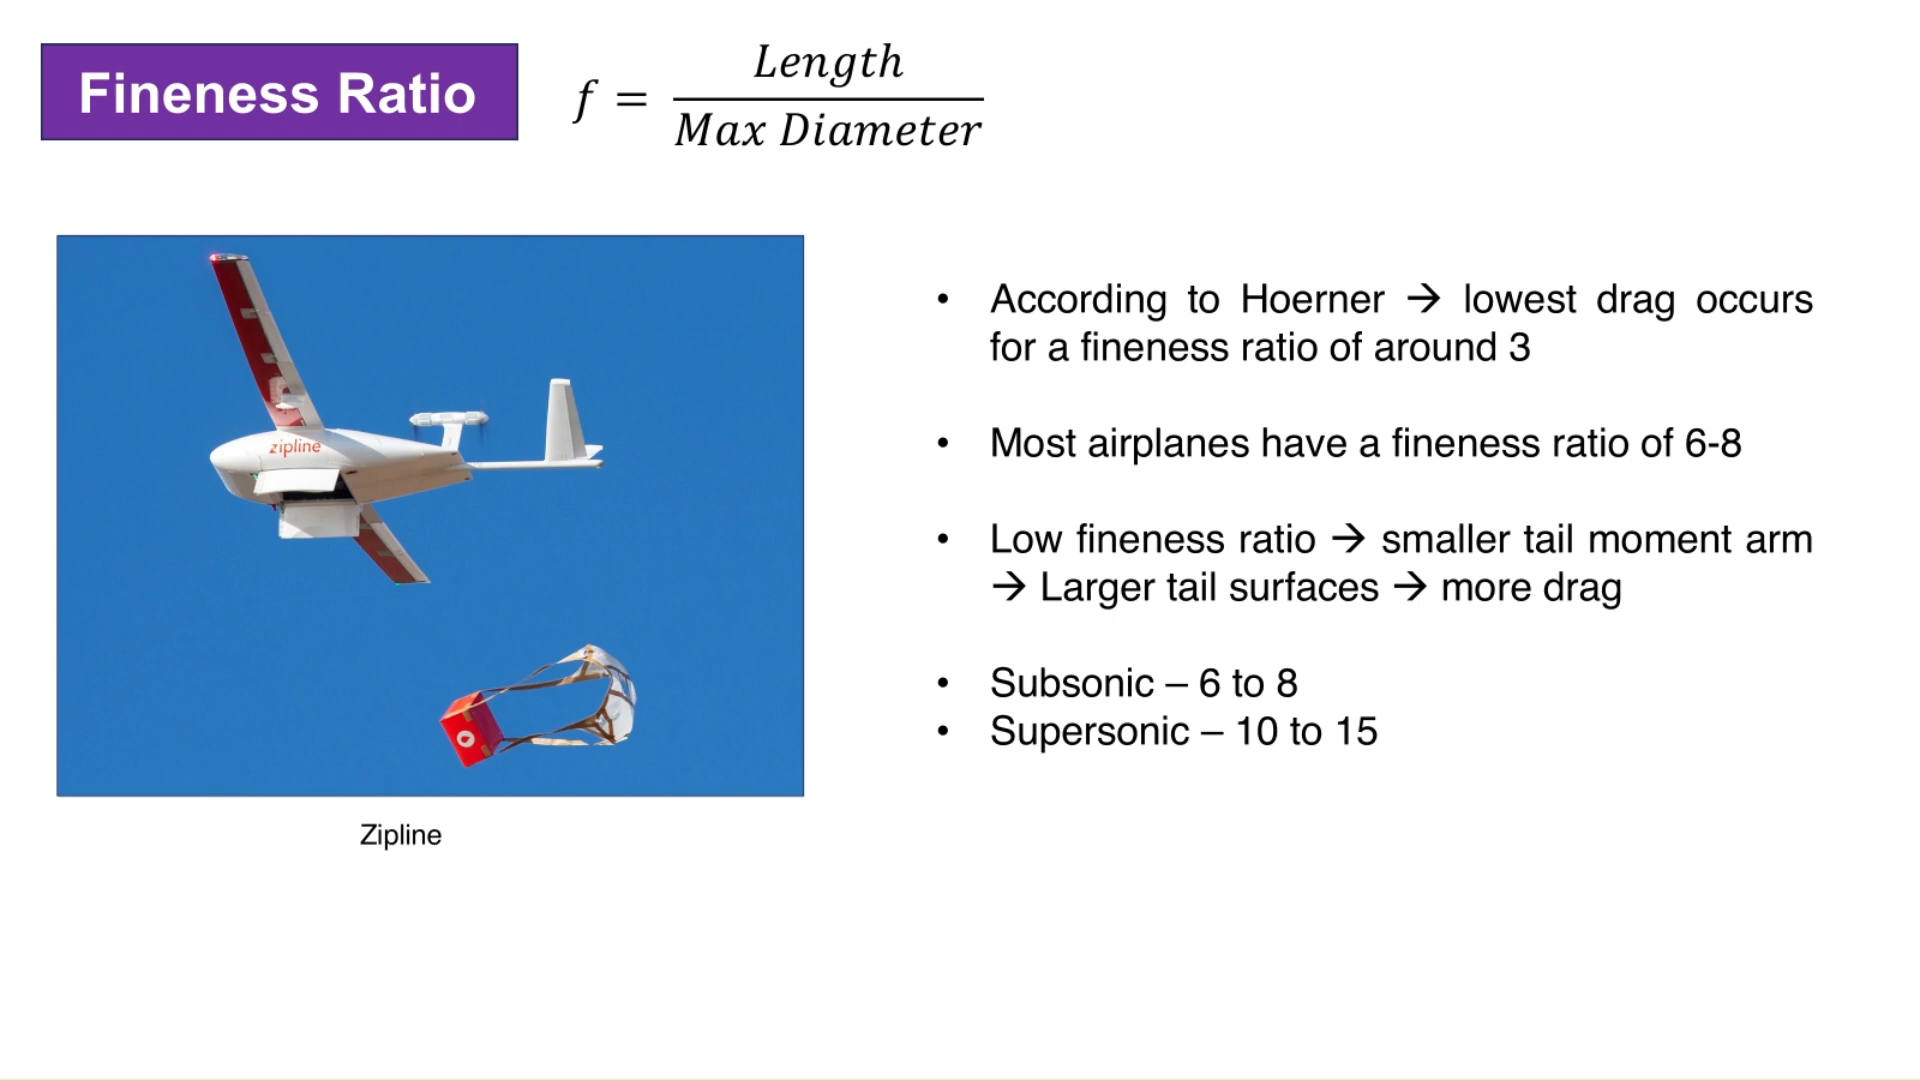 Fineness Ratio
f = Length / Max Diameter
zipline
• According to Hoerner → lowest drag occurs
for a fineness ratio of around 3
• Most airplanes have a fineness ratio of 6-8
• Low fineness ratio → smaller tail moment arm
→ Larger tail surfaces → more drag
• Subsonic – 6 to 8
• Supersonic – 10 to 15
Zipline